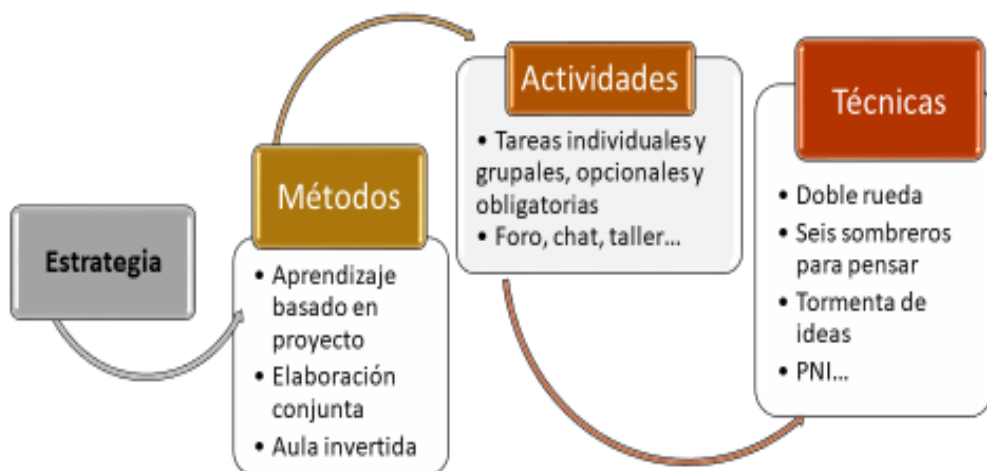 Estrategia
Métodos
• Aprendizaje
basado en
proyecto
• Elaboración
conjunta
• Aula invertida
Actividades
• Tareas individuales y
grupales, opcionales y
obligatorias
• Foro, chat, taller...
Técnicas
• Doble rueda
• Seis sombreros
para pensar
• Tormenta de
ideas
• PNI...